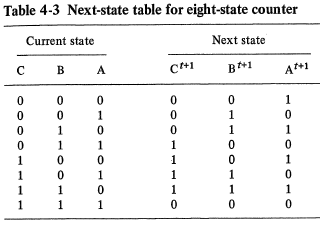 Table 4-3 Next-state table for eight-state counter
Current state Next state
C B A Cᵗ⁺¹ Bᵗ⁺¹ Aᵗ⁺¹
0 0 0 0 0 1
0 0 1 0 1 0
0 1 0 0 1 1
0 1 1 1 0 0
1 0 0 1 0 1
1 0 1 1 1 0
1 1 0 1 1 1
1 1 1 0 0 0